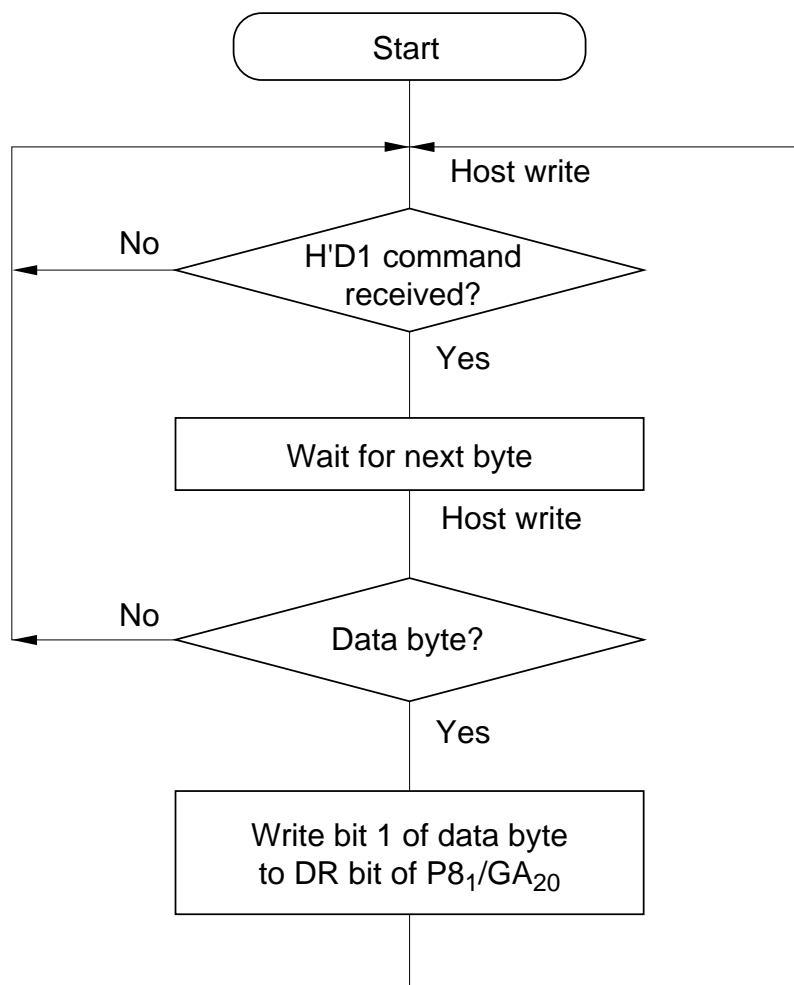 Start
Host write
No
H'D1 command
received?
Yes
Wait for next byte
Host write
No
Data byte?
Yes
Write bit 1 of data byte
to DR bit of P8₁/GA₂₀